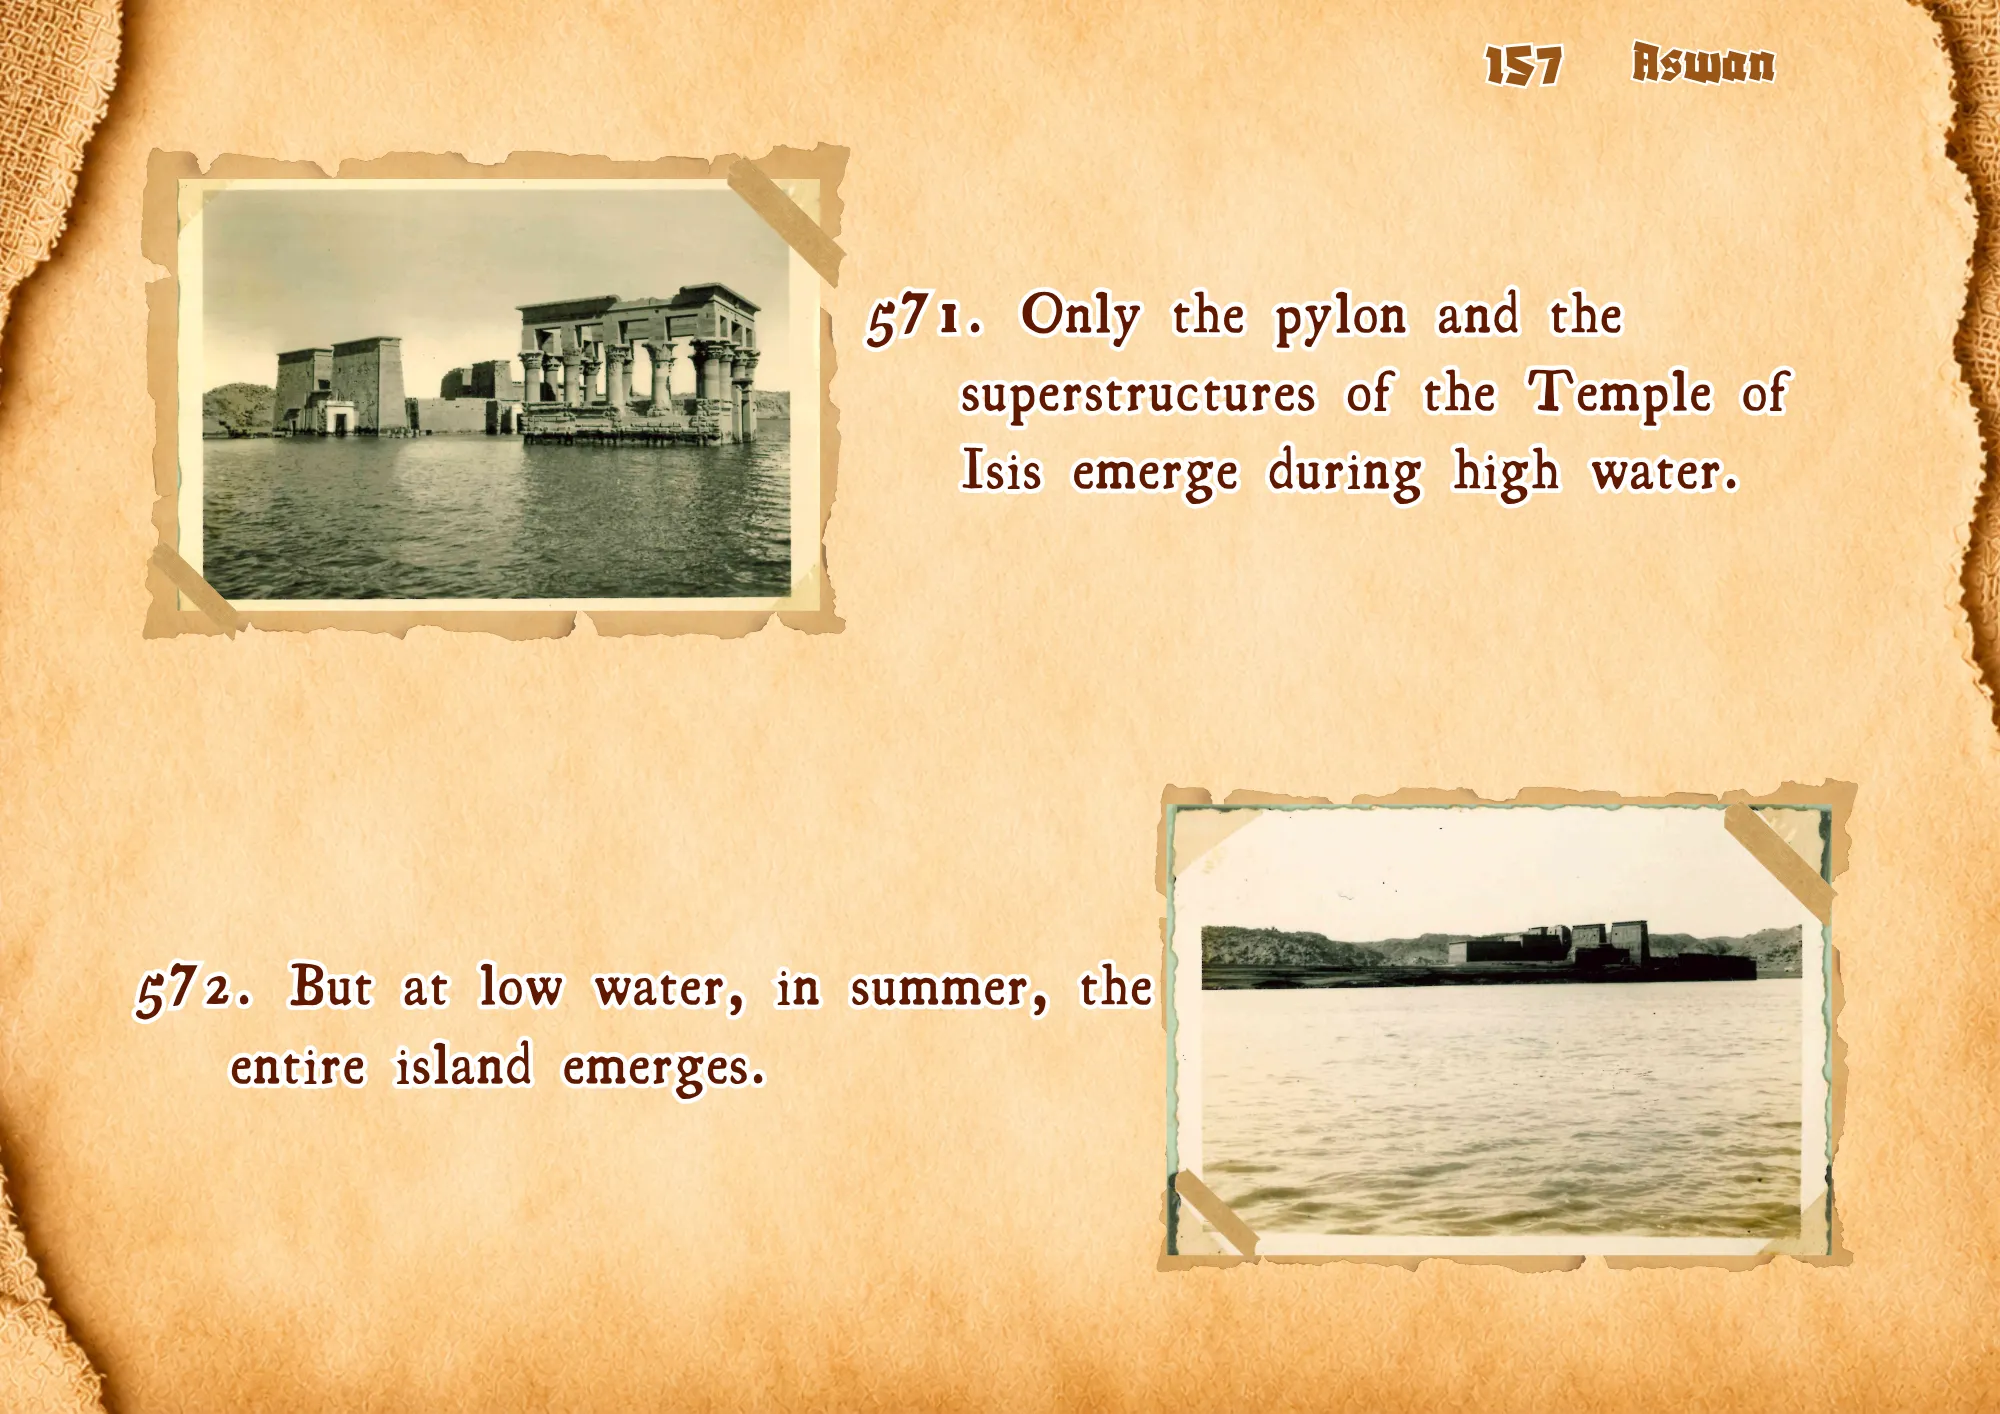 157 Aswan
571. Only the pylon and the
superstructures of the Temple of
Isis emerge during high water.
572. But at low water, in summer, the
entire island emerges.